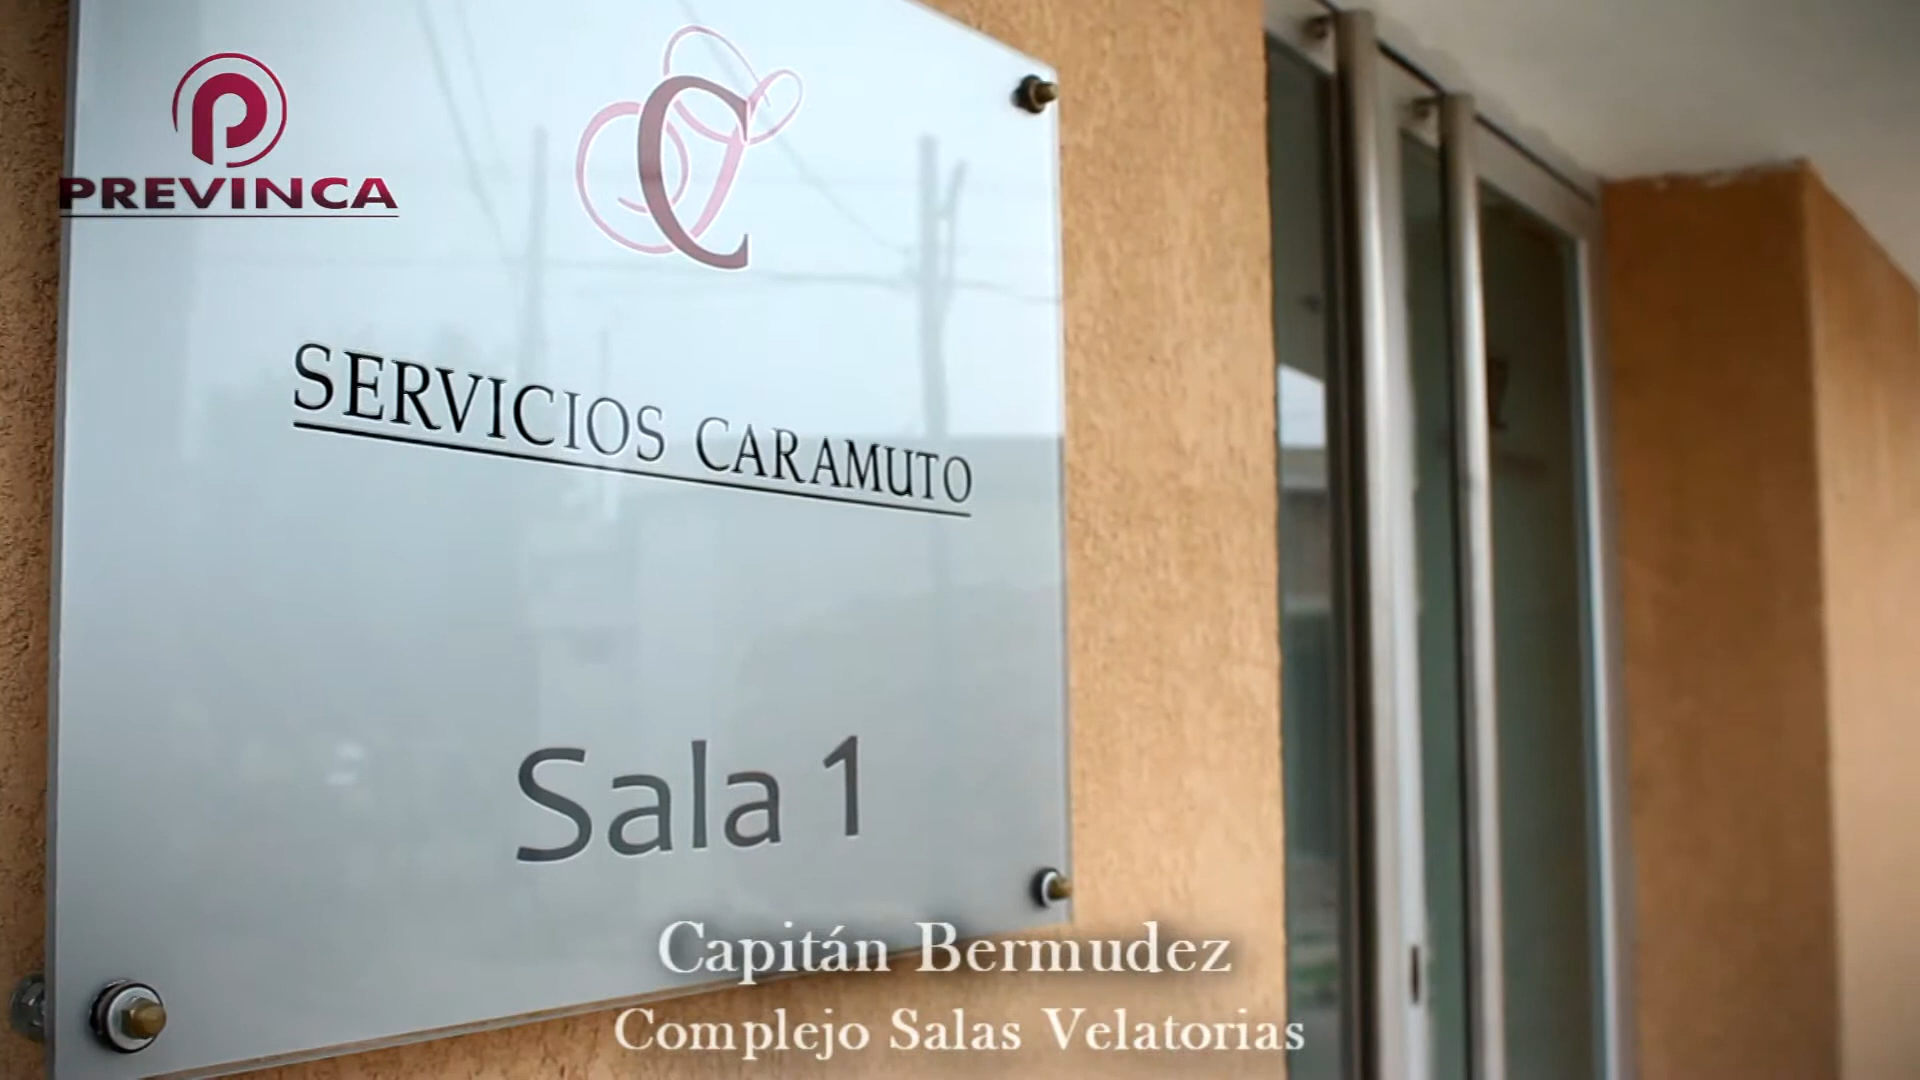 PREVINCA
SERVICIOS CARAMUTO
Sala 1
Capitán Bermudez
Complejo Salas Velatorias